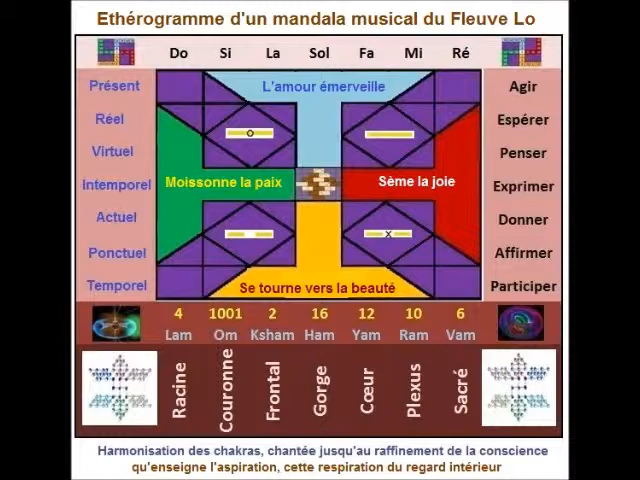 Ethérogramme d'un mandala musical du Fleuve Lo
Do Si La Sol Fa Mi Ré
Présent L'amour émerveille Agir
Réel Espérer
Virtuel Penser
Intemporel Moissonne la paix Sème la joie Exprimer
Actuel Donner
Ponctuel x Affirmer
Temporel Se tourne vers la beauté Participer
4 1001 2 16 12 10 6
Lam Om Ksham Ham Yam Ram Vam
Racine Couronne Frontal Gorge Cœur Plexus Sacré
Harmonisation des chakras, chantée jusqu'au raffinement de la conscience
qu'enseigne l'aspiration, cette respiration du regard intérieur